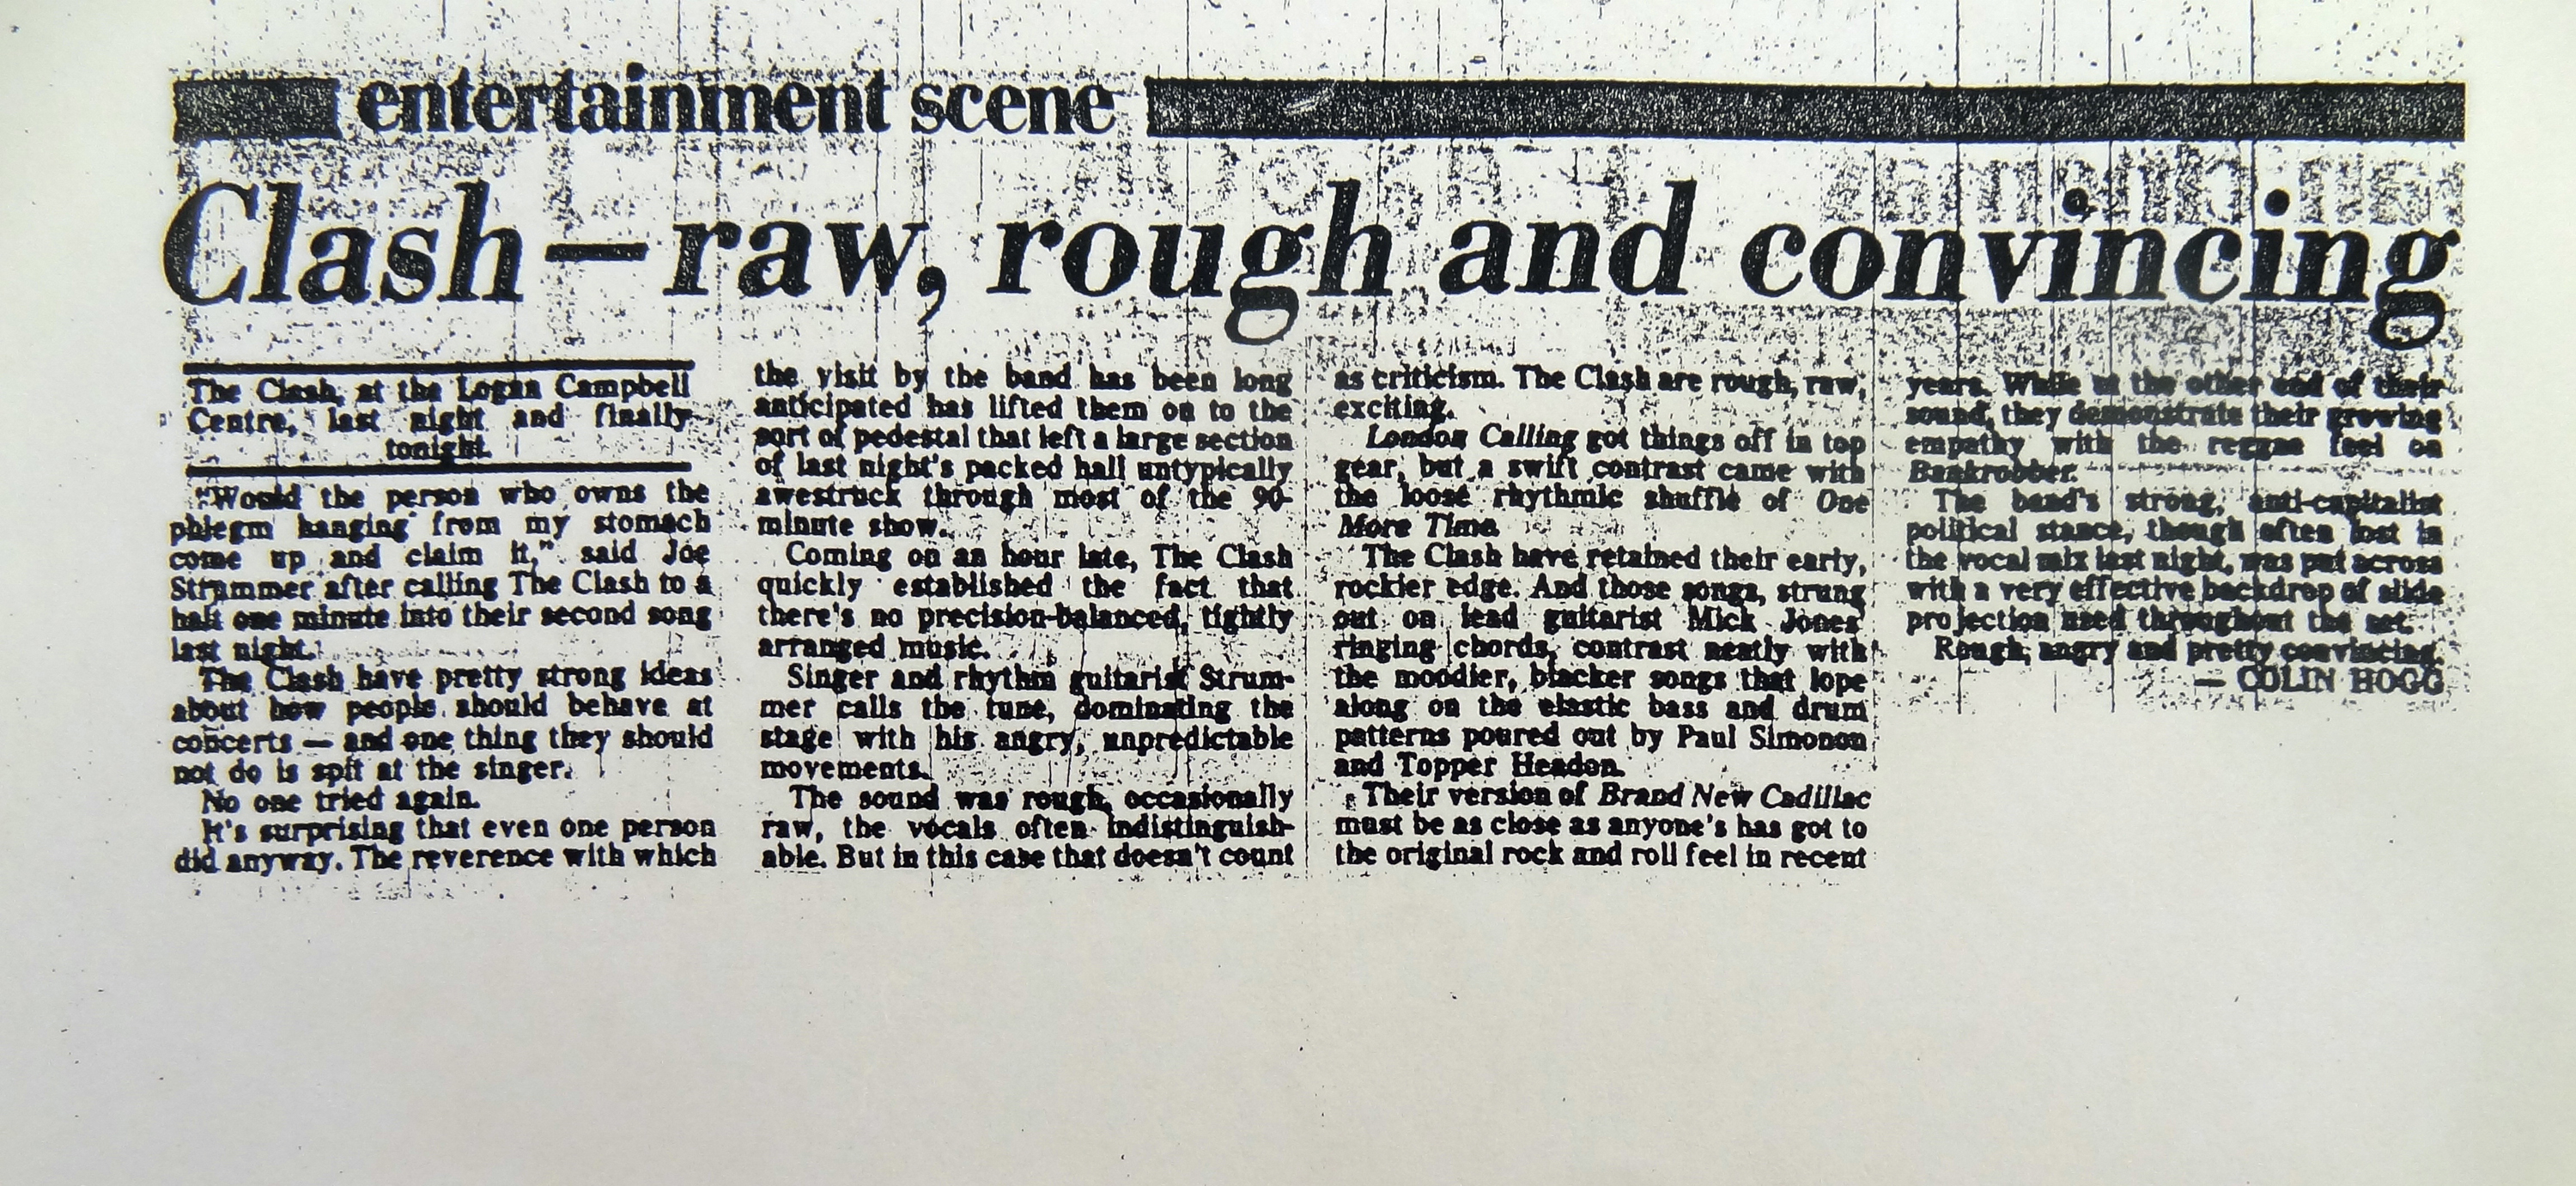 entertainment scene
Clash — raw, rough and convincing
The Clash, at the Logan Campbell
Centre, last night and finally
tonight.
"Would the person who owns the
phlegm hanging from my stomach
come up and claim it," said Joe
Strummer after calling The Clash to a
halt one minute into their second song
last night.
The Clash have pretty strong ideas
about how people should behave at
concerts — and one thing they should
not do is spit at the singer.
No one tried again.
It's surprising that even one person
did anyway. The reverence with which
the visit by the band has been long
anticipated has lifted them on to the
sort of pedestal that left a large section
of last night's packed hall untypically
awestruck through most of the 90-
minute show.
Coming on an hour late, The Clash
quickly established the fact that
there's no precision-balanced, tightly
arranged music.
Singer and rhythm guitarist Strum-
mer calls the tune, dominating the
stage with his angry, unpredictable
movements.
The sound was rough, occasionally
raw, the vocals often indistinguish-
able. But in this case that doesn't count
as criticism. The Clash are rough, raw,
exciting.
London Calling got things off in top
gear, but a swift contrast came with
the loose rhythmic shuffle of One
More Time.
The Clash have retained their early,
rockier edge. And those songs, strung
out on lead guitarist Mick Jones'
ringing chords, contrast neatly with
the moodier, blacker songs that lope
along on the elastic bass and drum
patterns poured out by Paul Simonon
and Topper Headon.
Their version of Brand New Cadillac
must be as close as anyone's has got to
the original rock and roll feel in recent
years. While at the other end of their
sound, they demonstrate their growing
empathy with the reggae feel on
Bankrobber.
The band's strong, anti-capitalist
political stance, though often lost in
the vocal mix last night, was put across
with a very effective backdrop of slide
projection used throughout the set.
Rough, angry and pretty convincing.
— COLIN HOGG